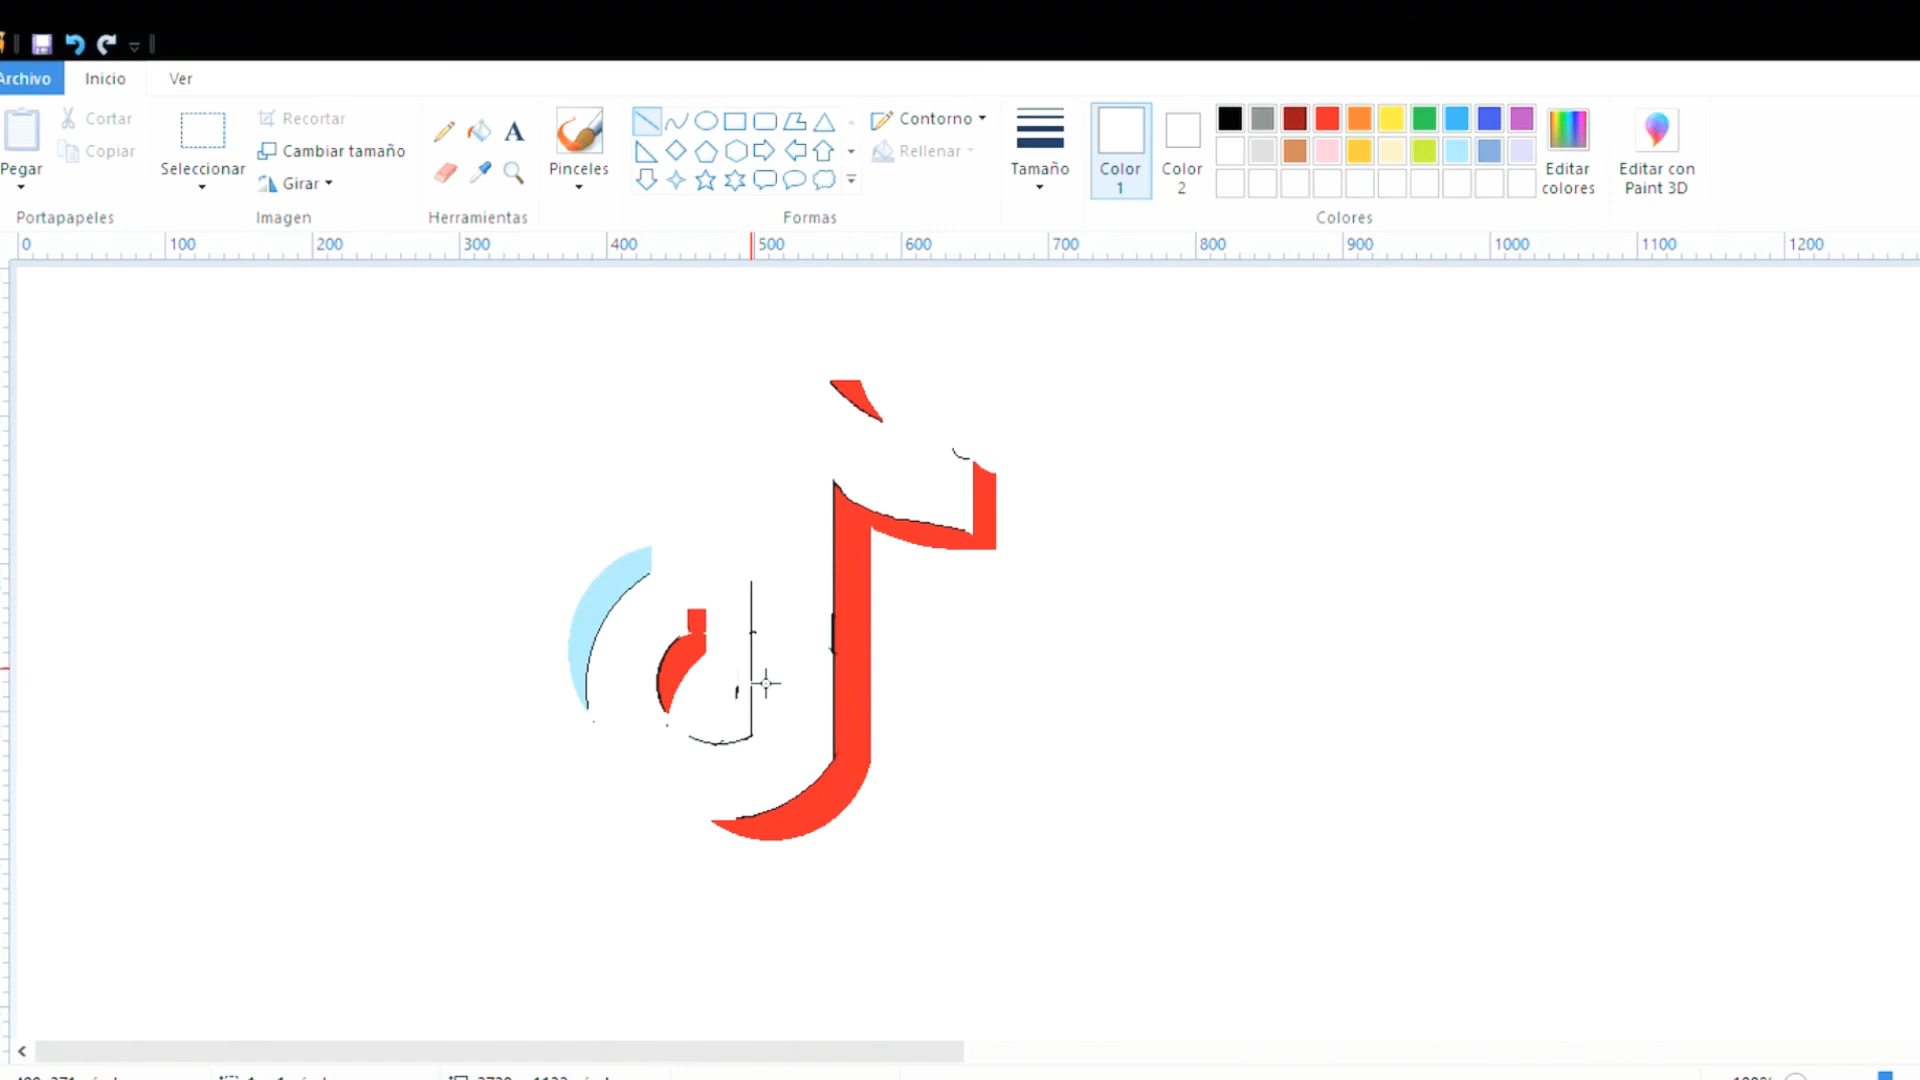 Archivo Inicio Ver
Pegar
Cortar
Copiar
Portapapeles
Seleccionar
Recortar
Cambiar tamaño
Girar
Imagen
A
Herramientas
Pinceles
Formas
Contorno
Rellenar
Tamaño
Color
1
Color
2
Colores
Editar
colores
Editar con
Paint 3D
0 100 200 300 400 500 600 700 800 900 1000 1100 1200